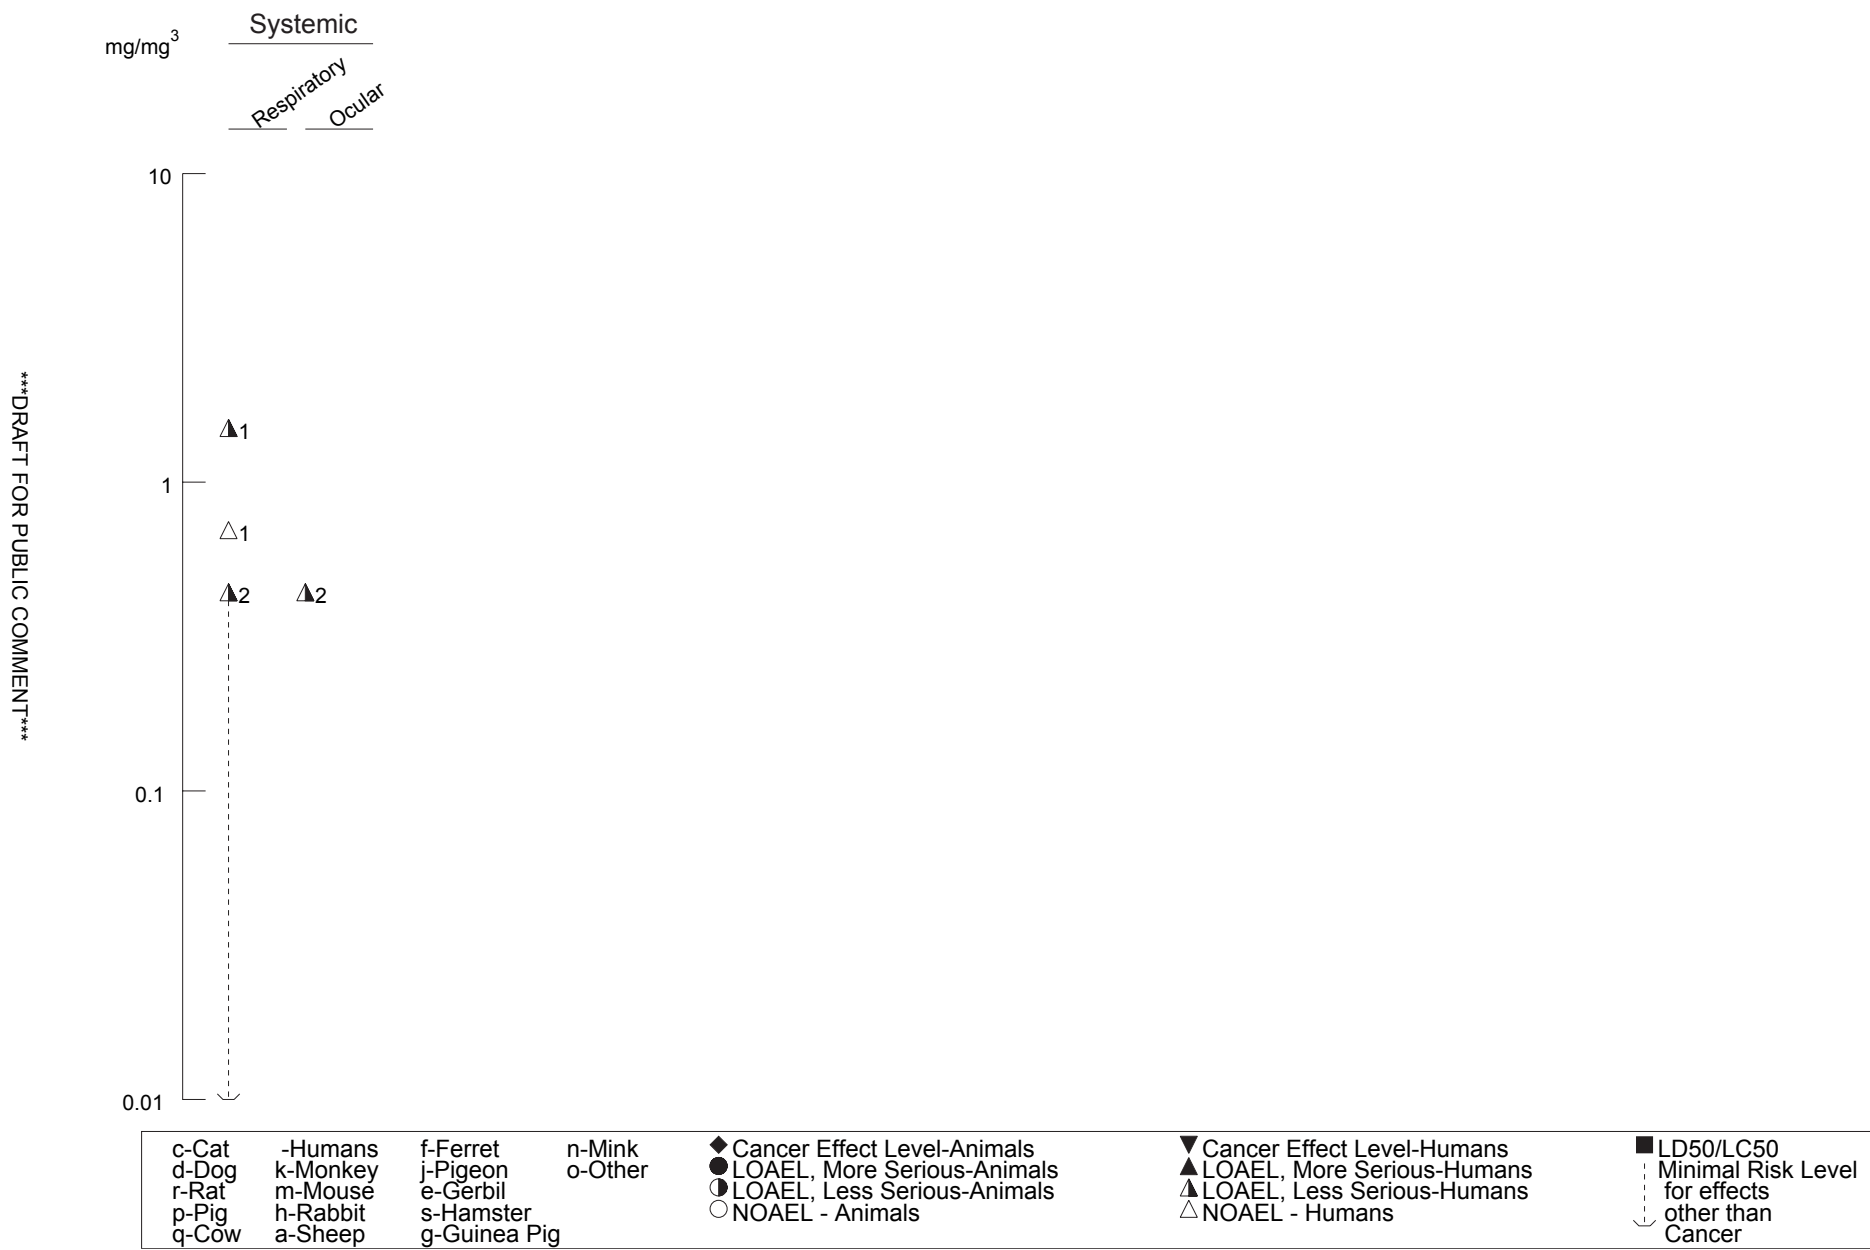 Systemic
mg/mg³
Respiratory
Ocular
10
1
1
1
2
2
0.1
0.01
***DRAFT FOR PUBLIC COMMENT***
c-Cat -Humans f-Ferret n-Mink
d-Dog k-Monkey j-Pigeon o-Other
r-Rat m-Mouse e-Gerbil
p-Pig h-Rabbit s-Hamster
q-Cow a-Sheep g-Guinea Pig
Cancer Effect Level-Animals
LOAEL, More Serious-Animals
LOAEL, Less Serious-Animals
NOAEL - Animals
Cancer Effect Level-Humans
LOAEL, More Serious-Humans
LOAEL, Less Serious-Humans
NOAEL - Humans
LD50/LC50
Minimal Risk Level
for effects
other than
Cancer